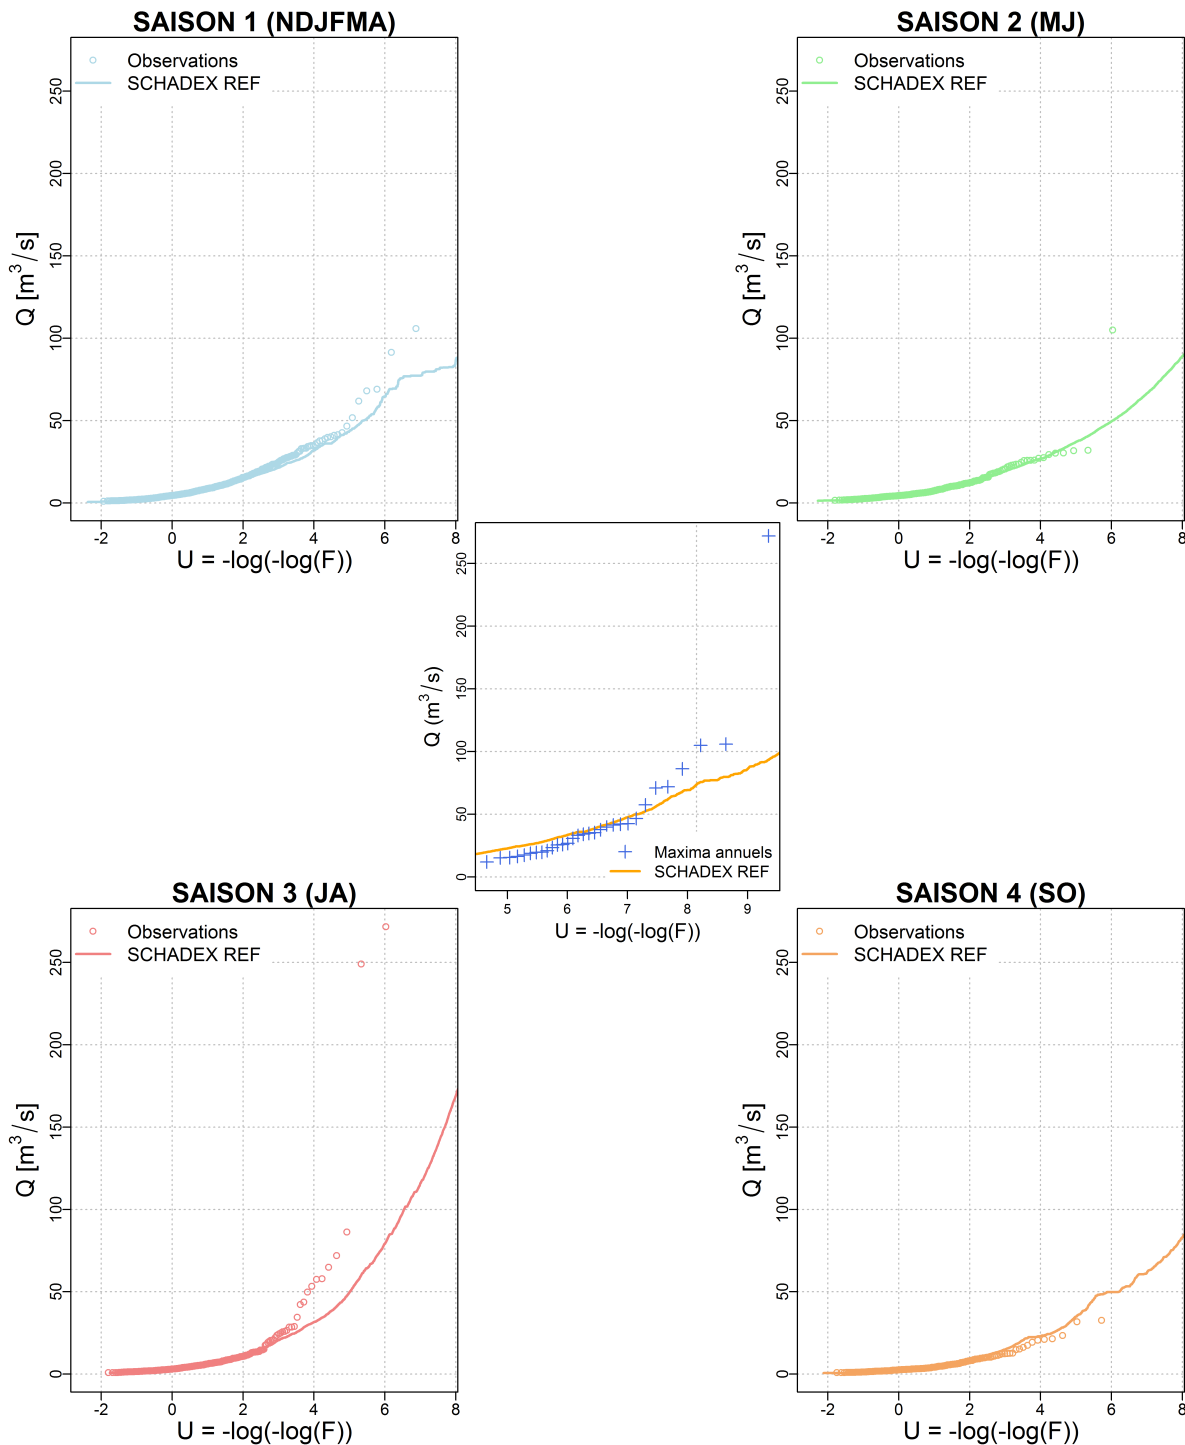 SAISON 1 (NDJFMA)
Observations
SCHADEX REF
Q [m³/s]
0
50
100
150
200
250
-2
0
2
4
6
8
U = -log(-log(F))
SAISON 2 (MJ)
Observations
SCHADEX REF
Q [m³/s]
0
50
100
150
200
250
-2
0
2
4
6
8
U = -log(-log(F))
Q (m³/s)
0
50
100
150
200
250
Maxima annuels
SCHADEX REF
5
6
7
8
9
U = -log(-log(F))
SAISON 3 (JA)
Observations
SCHADEX REF
Q [m³/s]
0
50
100
150
200
250
-2
0
2
4
6
8
U = -log(-log(F))
SAISON 4 (SO)
Observations
SCHADEX REF
Q [m³/s]
0
50
100
150
200
250
-2
0
2
4
6
8
U = -log(-log(F))